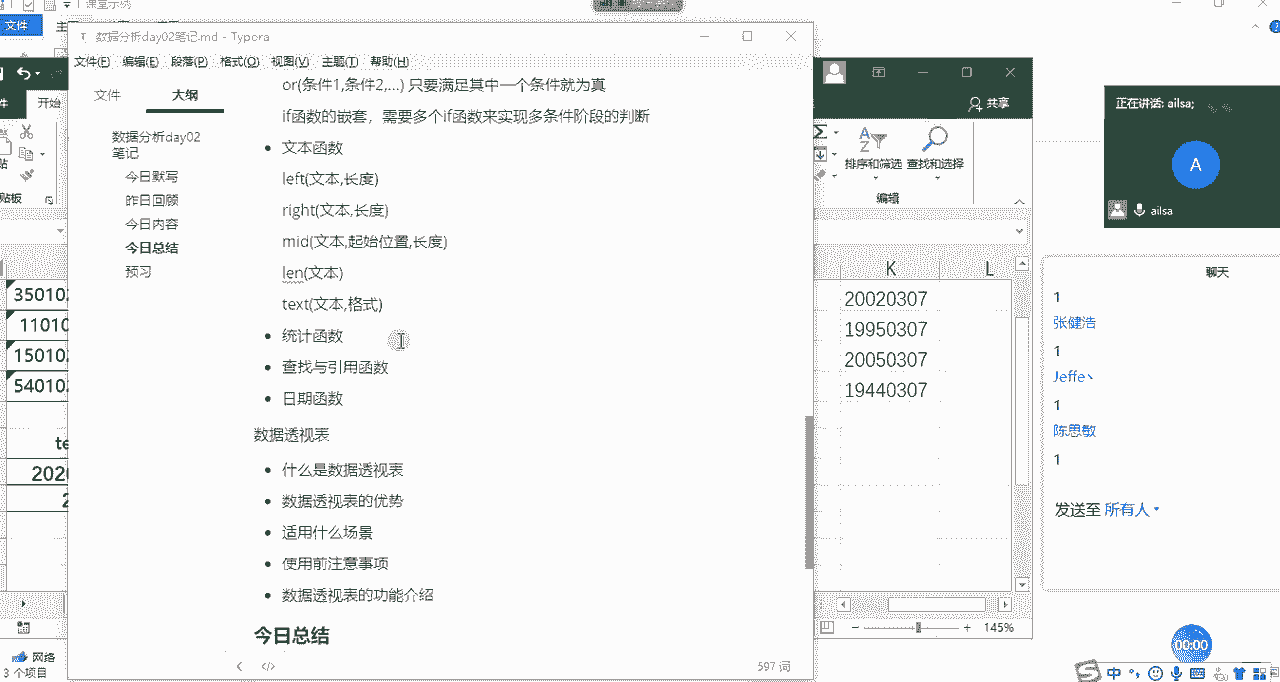 课堂示例
文件
数据分析day02笔记.md - Typora
文件(F) 编辑(E) 段落(P) 格式(O) 视图(V) 主题(T) 帮助(H)
文件 大纲
数据分析day02
笔记
今日默写
昨日回顾
今日内容
今日总结
预习
or(条件1,条件2,...) 只要满足其中一个条件就为真
if函数的嵌套，需要多个if函数来实现多条件阶段的判断
文本函数
left(文本,长度)
right(文本,长度)
mid(文本,起始位置,长度)
len(文本)
text(文本,格式)
统计函数
查找与引用函数
日期函数
数据透视表
什么是数据透视表
数据透视表的优势
适用什么场景
使用前注意事项
数据透视表的功能介绍
今日总结
597 词
开始
贴
贴板
35010
11010
15010
54010
te
202
2
网络
3 个项目
共享
排序和筛选 查找和选择
编辑
K L
20020307
19950307
20050307
19440307
145%
正在讲话: ailsa;
A
ailsa
聊天
1
张健浩
1
Jeffe丶
1
陈思敏
1
发送至 所有人
00:00
中